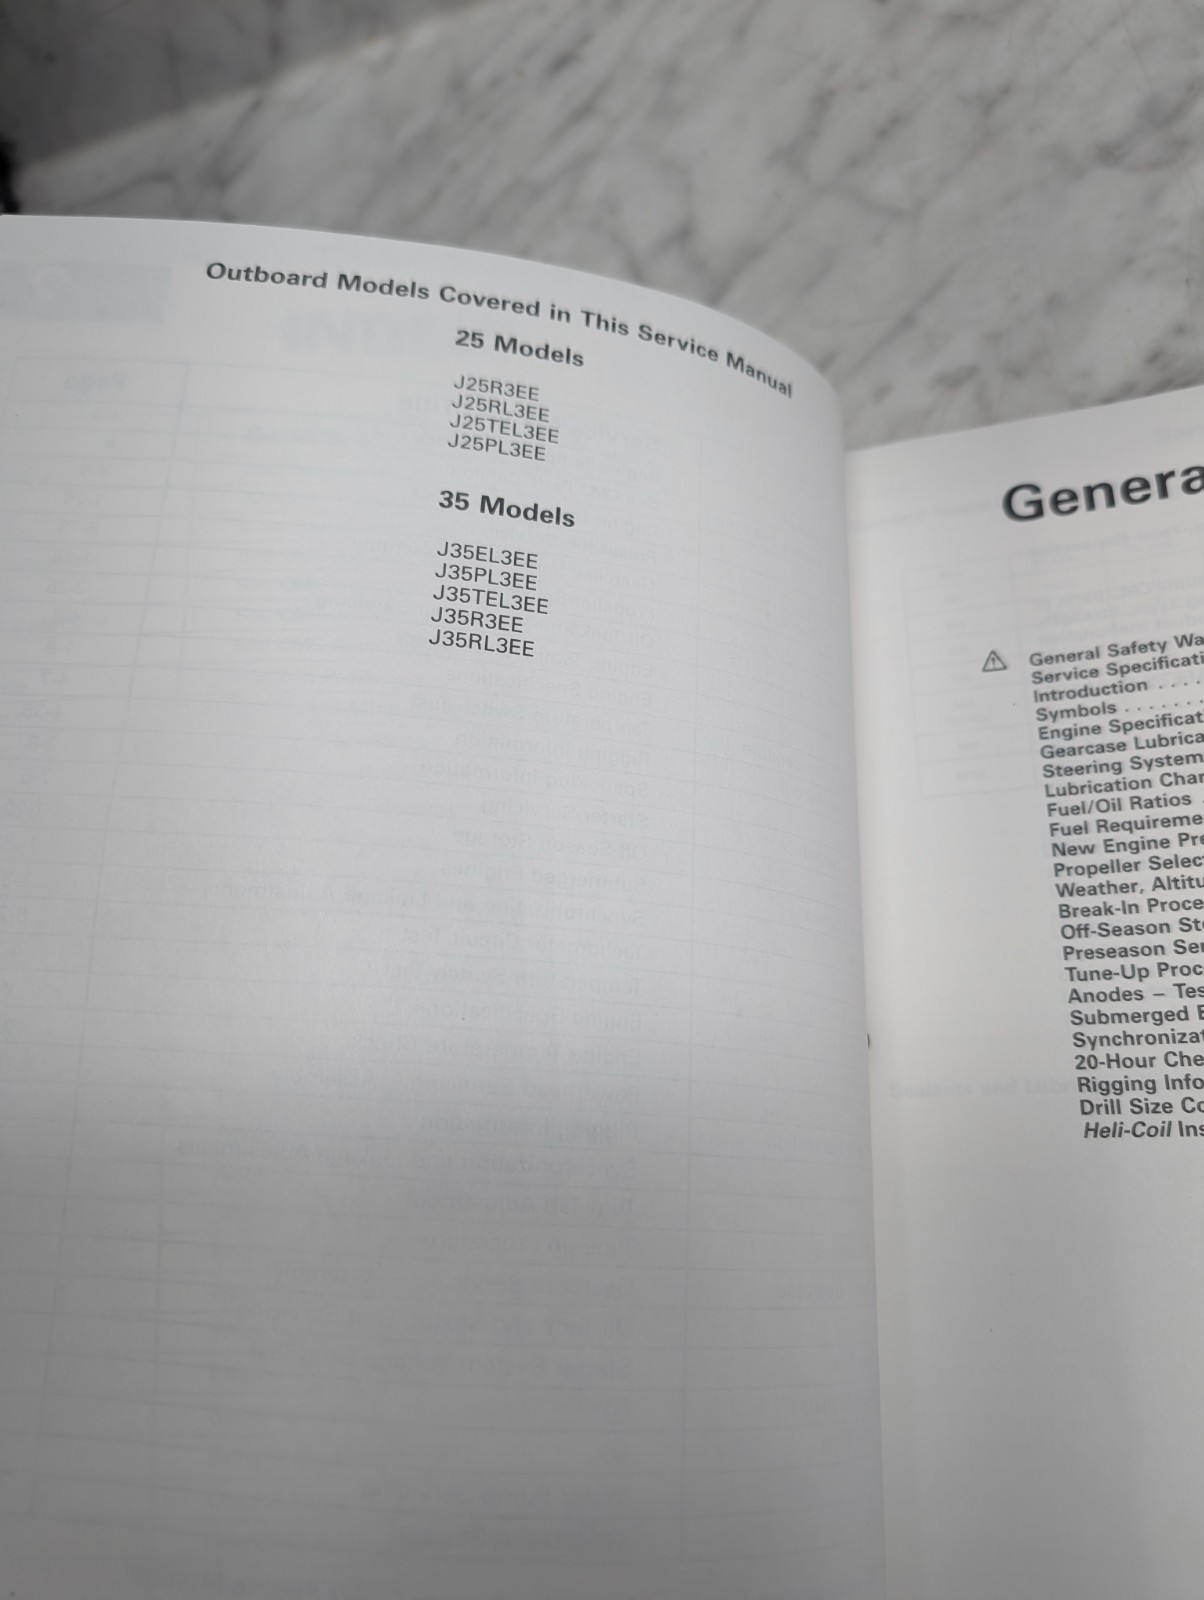 Outboard Models Covered in This Service Manual
25 Models
J25R3EE
J25RL3EE
J25TEL3EE
J25PL3EE
35 Models
J35EL3EE
J35PL3EE
J35TEL3EE
J35R3EE
J35RL3EE
Genera
General Safety Wa
Service Specificati
Introduction . . . .
Symbols . . . . . . .
Engine Specificat
Gearcase Lubrica
Steering System
Lubrication Char
Fuel/Oil Ratios .
Fuel Requireme
New Engine Pre
Propeller Selec
Weather, Altitu
Break-In Proce
Off-Season Sto
Preseason Ser
Tune-Up Proc
Anodes – Tes
Submerged E
Synchronizat
20-Hour Che
Rigging Info
Drill Size Co
Heli-Coil Ins